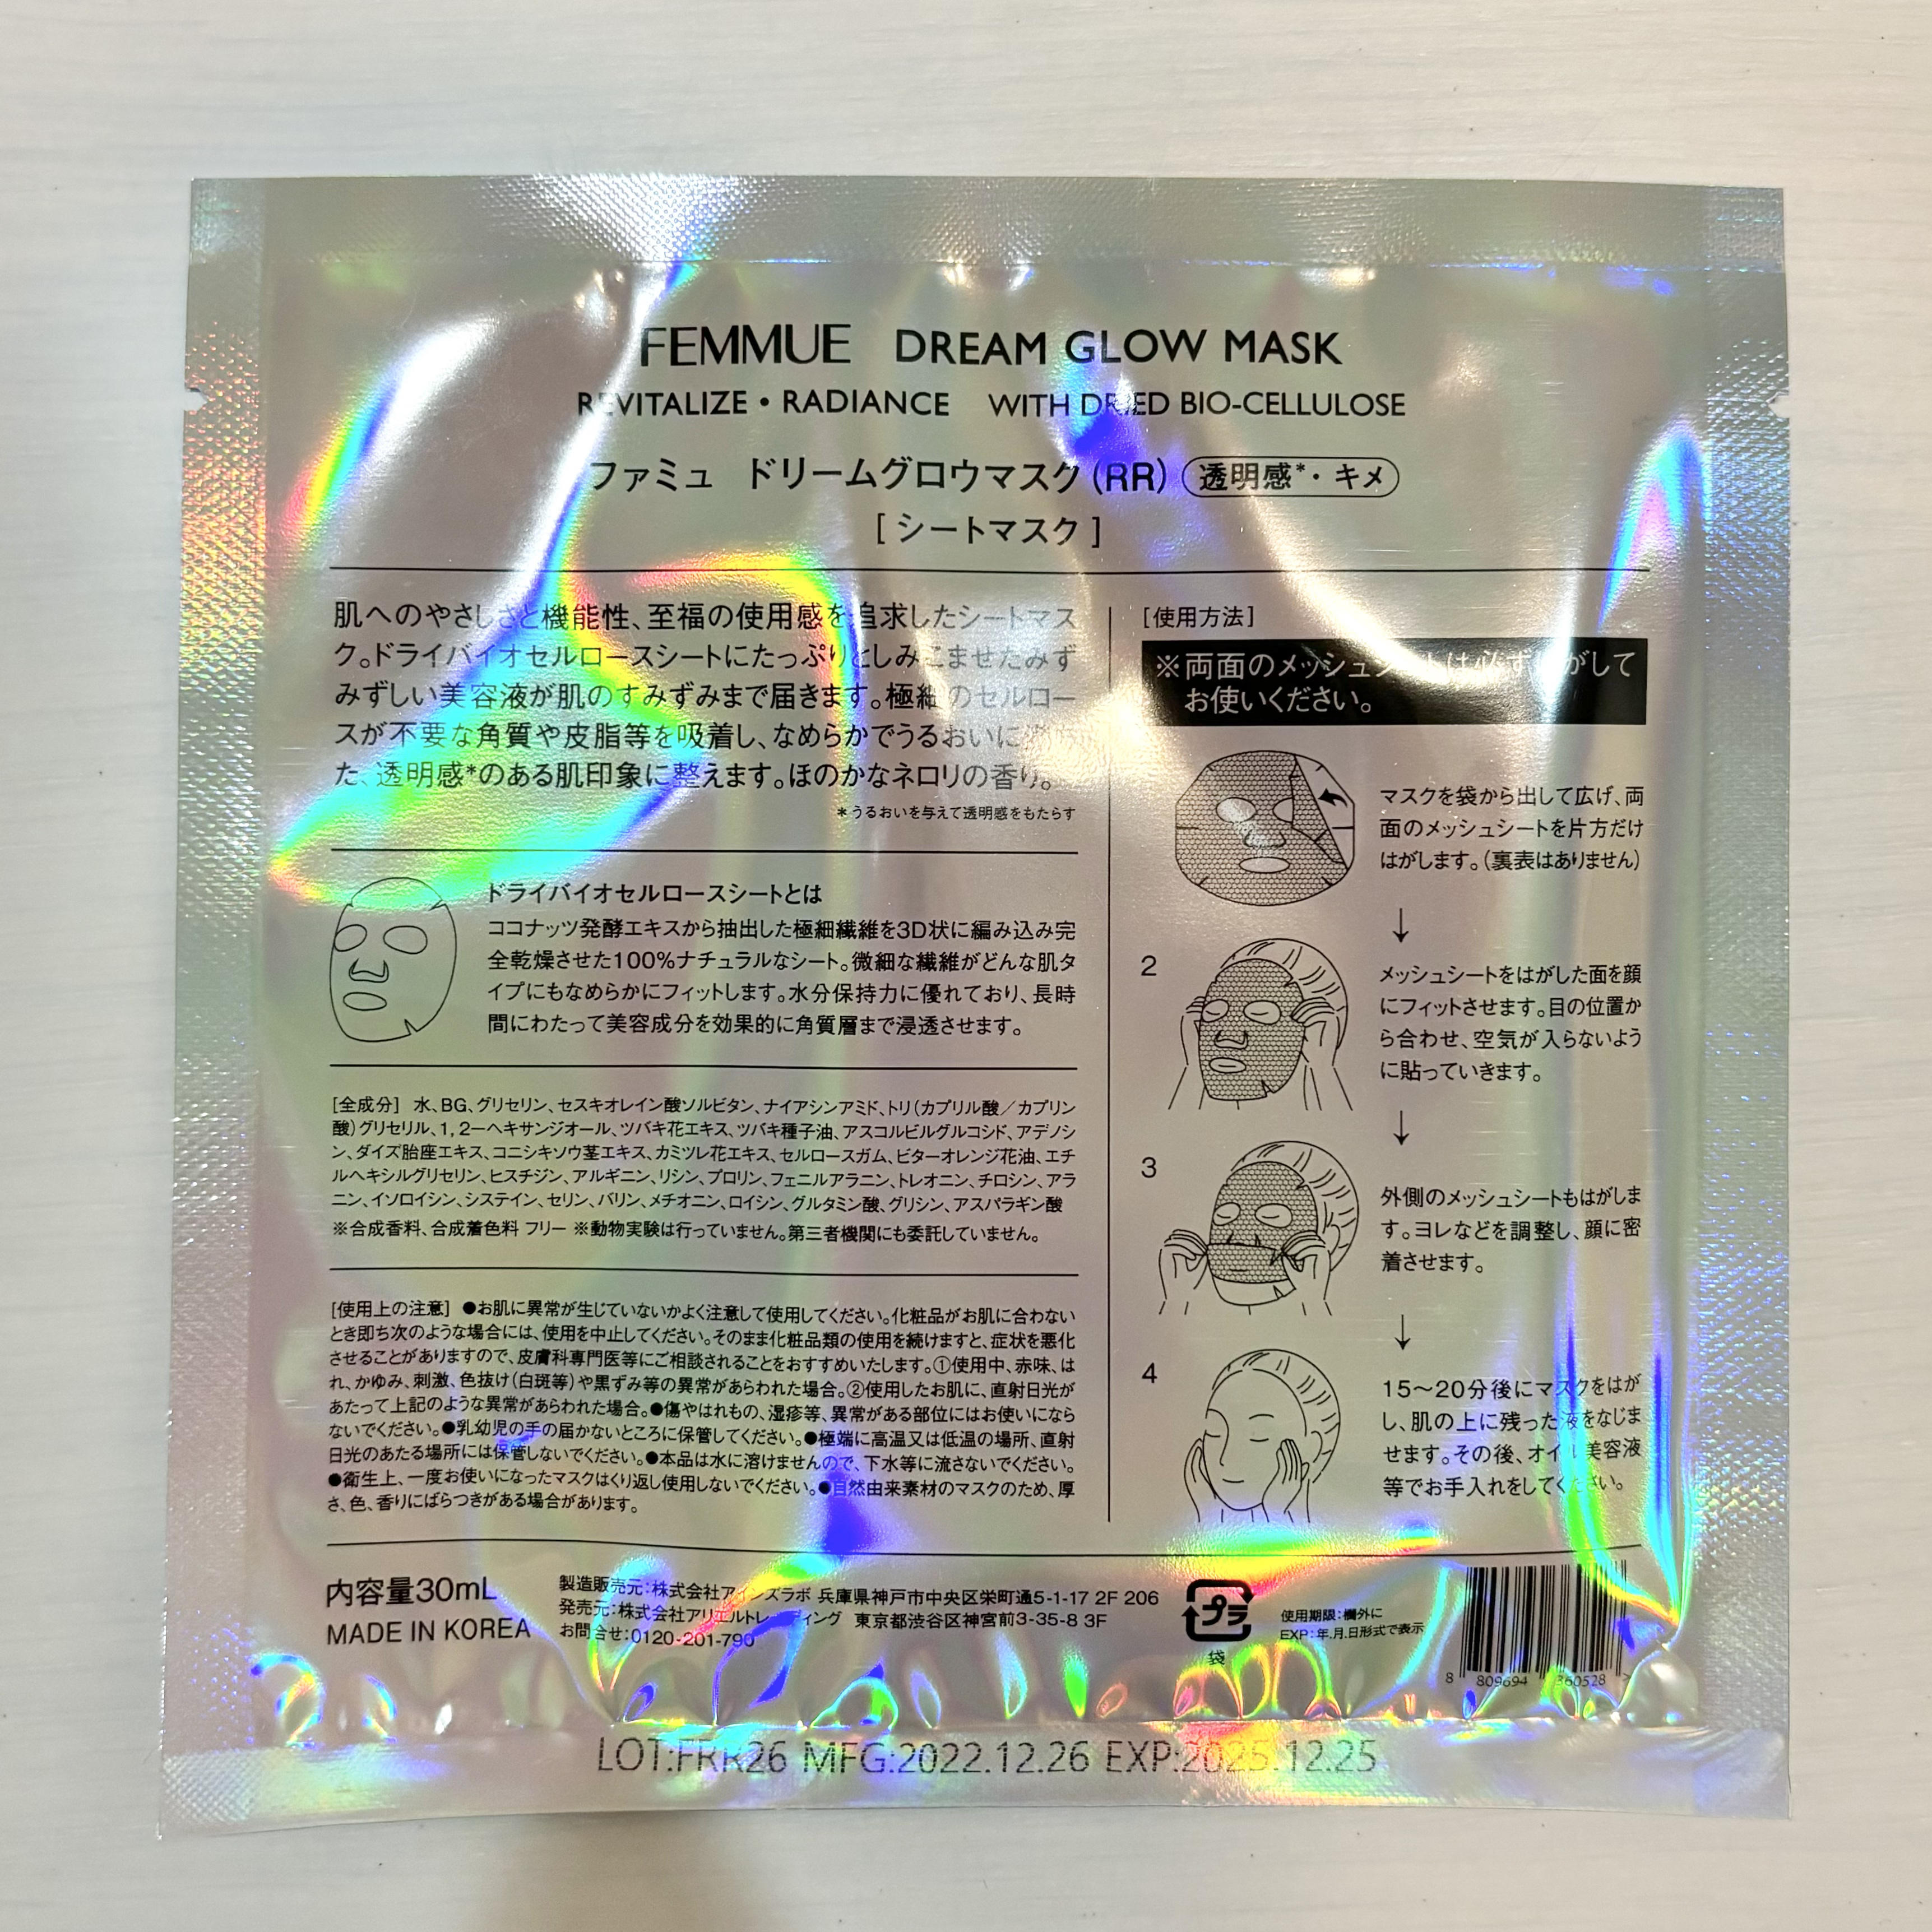 FEMMUE DREAM GLOW MASK
REVITALIZE・RADIANCE WITH DRIED BIO-CELLULOSE
ファミュ ドリームグロウマスク(RR) 透明感*・キメ
[シートマスク]
肌へのやさしさと機能性、至福の使用感を追求したシートマス
ク。ドライバイオセルロースシートにたっぷりとしみこませたみず
みずしい美容液が肌のすみずみまで届きます。極細のセルロー
スが不要な角質や皮脂等を吸着し、なめらかでうるおいに
た、透明感*のある肌印象に整えます。ほのかなネロリの香り。
*うるおいを与えて透明感をもたらす
ドライバイオセルロースシートとは
ココナッツ発酵エキスから抽出した極細繊維を3D状に編み込み完
全乾燥させた100%ナチュラルなシート。微細な繊維がどんな肌タ
イプにもなめらかにフィットします。水分保持力に優れており、長時
間にわたって美容成分を効果的に角質層まで浸透させます。
[全成分] 水、BG、グリセリン、セスキオレイン酸ソルビタン、ナイアシンアミド、トリ(カプリル酸／カプリン
酸)グリセリル、1,2ーヘキサンジオール、ツバキ花エキス、ツバキ種子油、アスコルビルグルコシド、アデノシ
ン、ダイズ胎座エキス、コニシキソウ茎エキス、カミツレ花エキス、セルロースガム、ビターオレンジ花油、エチ
ルヘキシルグリセリン、ヒスチジン、アルギニン、リシン、プロリン、フェニルアラニン、トレオニン、チロシン、アラ
ニン、イソロイシン、システイン、セリン、バリン、メチオニン、ロイシン、グルタミン酸、グリシン、アスパラギン酸
※合成香料、合成着色料 フリー ※動物実験は行っていません。第三者機関にも委託していません。
[使用上の注意] ●お肌に異常が生じていないかよく注意して使用してください。化粧品がお肌に合わない
とき即ち次のような場合には、使用を中止してください。そのまま化粧品類の使用を続けますと、症状を悪化
させることがありますので、皮膚科専門医等にご相談されることをおすすめいたします。①使用中、赤味、は
れ、かゆみ、刺激、色抜け(白斑等)や黒ずみ等の異常があらわれた場合。②使用したお肌に、直射日光が
あたって上記のような異常があらわれた場合。●傷やはれもの、湿疹等、異常がある部位にはお使いになら
ないでください。●乳幼児の手の届かないところに保管してください。●極端に高温又は低温の場所、直射
日光のあたる場所には保管しないでください。●本品は水に溶けませんので、下水等に流さないでください。
●衛生上、一度お使いになったマスクはくり返し使用しないでください。●自然由来素材のマスクのため、厚
さ、色、香りにばらつきがある場合があります。
[使用方法]
※両面のメッシュシートは必ずはがして
お使いください。
マスクを袋から出して広げ、両
面のメッシュシートを片方だけ
はがします。(裏表はありません)
2
メッシュシートをはがした面を顔
にフィットさせます。目の位置か
ら合わせ、空気が入らないよう
に貼っていきます。
3
外側のメッシュシートもはがしま
す。ヨレなどを調整し、顔に密
着させます。
4
15〜20分後にマスクをはが
し、肌の上に残った液をなじま
せます。その後、オイル美容液
等でお手入れをしてください。
内容量30mL
MADE IN KOREA
製造販売元：株式会社アインズラボ 兵庫県神戸市中央区栄町通5-1-17 2F 206
発売元：株式会社アリエルトレーディング 東京都渋谷区神宮前3-35-8 3F
お問合せ：0120-201-790
プラ
袋
使用期限：欄外に
EXP：年.月.日形式で表示
8 809694 360528 >
LOT:FRR26 MFG:2022.12.26 EXP:2025.12.25